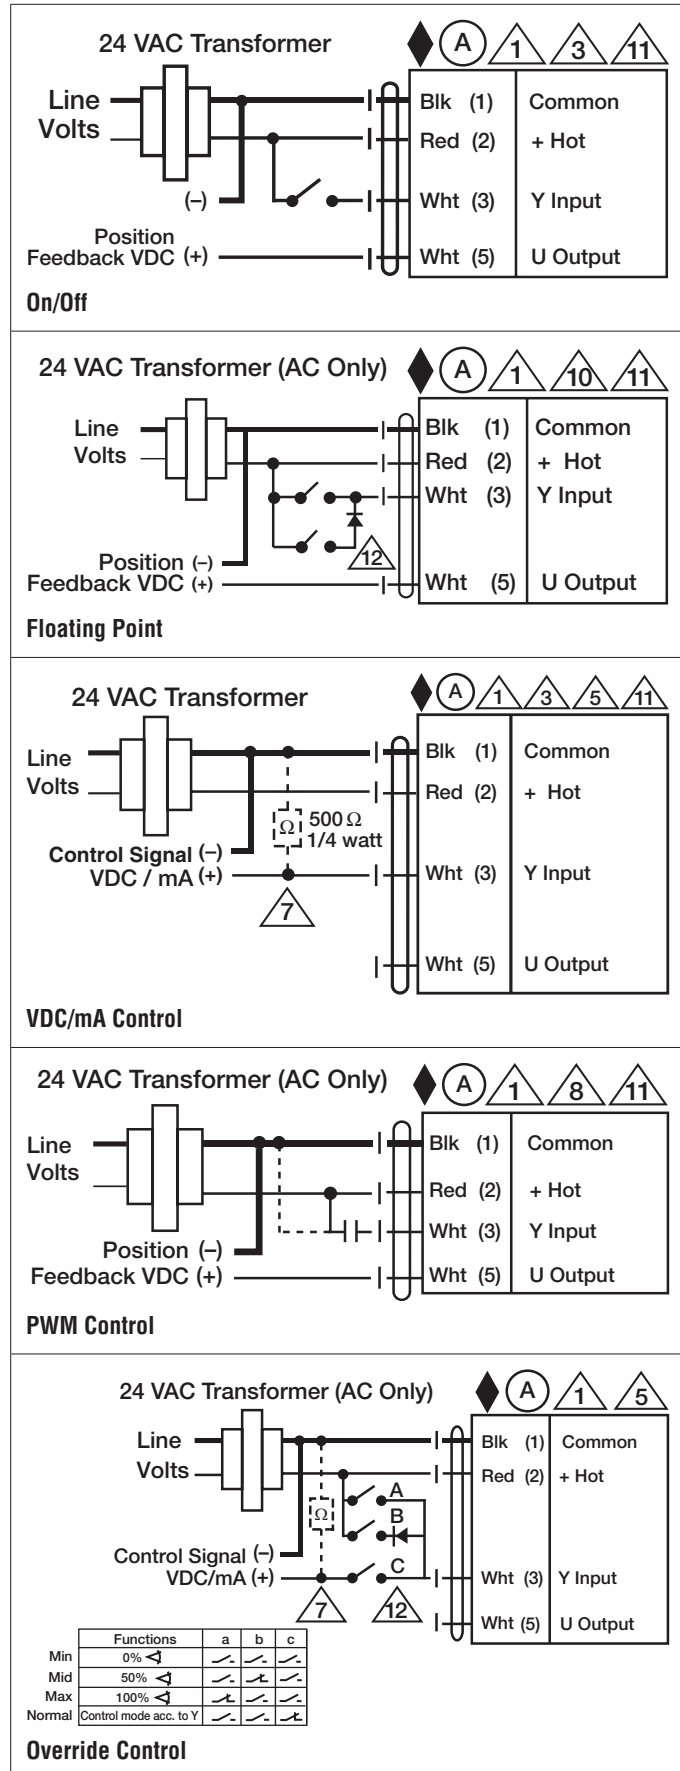 24 VAC Transformer
A 1 3 11
Line Volts
Blk (1) Common
Red (2) + Hot
(–)
Wht (3) Y Input
Position
Feedback VDC (+)
Wht (5) U Output
On/Off
24 VAC Transformer (AC Only)
A 1 10 11
Line Volts
Blk (1) Common
Red (2) + Hot
Wht (3) Y Input
12
Position (–)
Feedback VDC (+)
Wht (5) U Output
Floating Point
24 VAC Transformer
A 1 3 5 11
Line Volts
Blk (1) Common
Red (2) + Hot
Ω 500 Ω
1/4 watt
Control Signal (–)
VDC / mA (+)
Wht (3) Y Input
7
Wht (5) U Output
VDC/mA Control
24 VAC Transformer (AC Only)
A 1 8 11
Line Volts
Blk (1) Common
Red (2) + Hot
Wht (3) Y Input
Position (–)
Feedback VDC (+)
Wht (5) U Output
PWM Control
24 VAC Transformer (AC Only)
A 1 5
Line
Volts
Blk (1) Common
Red (2) + Hot
A
Ω
B
Control Signal (–)
C
VDC/mA (+)
Wht (3) Y Input
7 12
Wht (5) U Output
Functions a b c
Min 0%
Mid 50%
Max 100%
Normal Control mode acc. to Y
Override Control